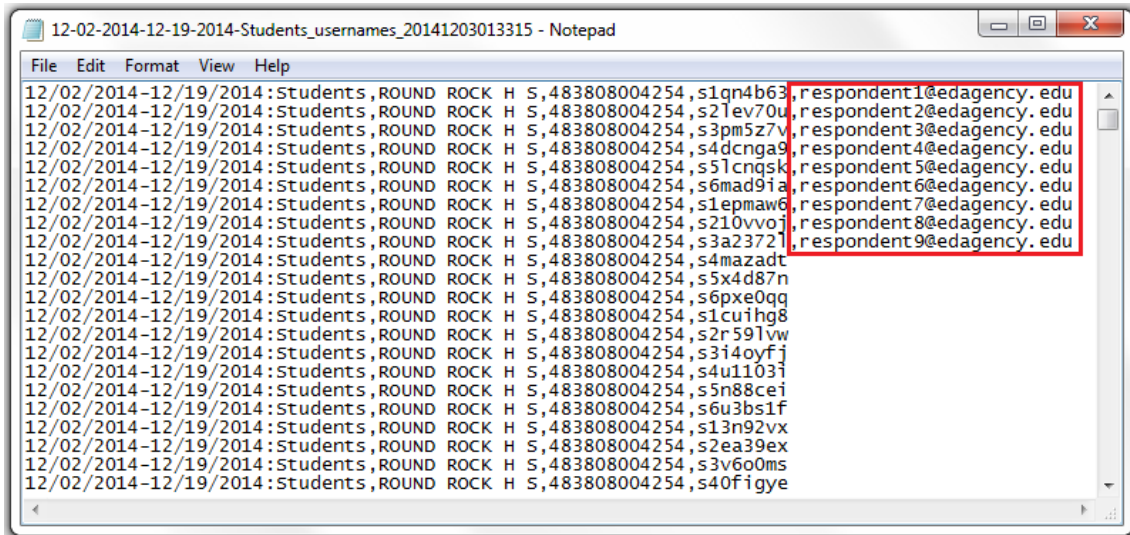 12-02-2014-12-19-2014-Students_usernames_20141203013315 - Notepad
File Edit Format View Help
12/02/2014-12/19/2014:Students,ROUND ROCK H S,483808004254,s1qn4b63,respondent1@edagency.edu
12/02/2014-12/19/2014:Students,ROUND ROCK H S,483808004254,s2lev70u,respondent2@edagency.edu
12/02/2014-12/19/2014:Students,ROUND ROCK H S,483808004254,s3pm5z7v,respondent3@edagency.edu
12/02/2014-12/19/2014:Students,ROUND ROCK H S,483808004254,s4dcnga9,respondent4@edagency.edu
12/02/2014-12/19/2014:Students,ROUND ROCK H S,483808004254,s5lcnqsk,respondent5@edagency.edu
12/02/2014-12/19/2014:Students,ROUND ROCK H S,483808004254,s6mad9ia,respondent6@edagency.edu
12/02/2014-12/19/2014:Students,ROUND ROCK H S,483808004254,s1epmaw6,respondent7@edagency.edu
12/02/2014-12/19/2014:Students,ROUND ROCK H S,483808004254,s210vvoj,respondent8@edagency.edu
12/02/2014-12/19/2014:Students,ROUND ROCK H S,483808004254,s3a2372l,respondent9@edagency.edu
12/02/2014-12/19/2014:Students,ROUND ROCK H S,483808004254,s4mazadt
12/02/2014-12/19/2014:Students,ROUND ROCK H S,483808004254,s5x4d87n
12/02/2014-12/19/2014:Students,ROUND ROCK H S,483808004254,s6pxe0qq
12/02/2014-12/19/2014:Students,ROUND ROCK H S,483808004254,s1cuihg8
12/02/2014-12/19/2014:Students,ROUND ROCK H S,483808004254,s2r59lvw
12/02/2014-12/19/2014:Students,ROUND ROCK H S,483808004254,s3i4oyfj
12/02/2014-12/19/2014:Students,ROUND ROCK H S,483808004254,s4u1103i
12/02/2014-12/19/2014:Students,ROUND ROCK H S,483808004254,s5n88cei
12/02/2014-12/19/2014:Students,ROUND ROCK H S,483808004254,s6u3bs1f
12/02/2014-12/19/2014:Students,ROUND ROCK H S,483808004254,s13n92vx
12/02/2014-12/19/2014:Students,ROUND ROCK H S,483808004254,s2ea39ex
12/02/2014-12/19/2014:Students,ROUND ROCK H S,483808004254,s3v6o0ms
12/02/2014-12/19/2014:Students,ROUND ROCK H S,483808004254,s40figye